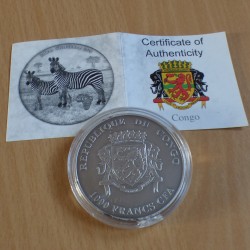 Certificate of
Authenticity
Congo
REPUBLIQUE DU CONGO
1000 FRANCS CFA